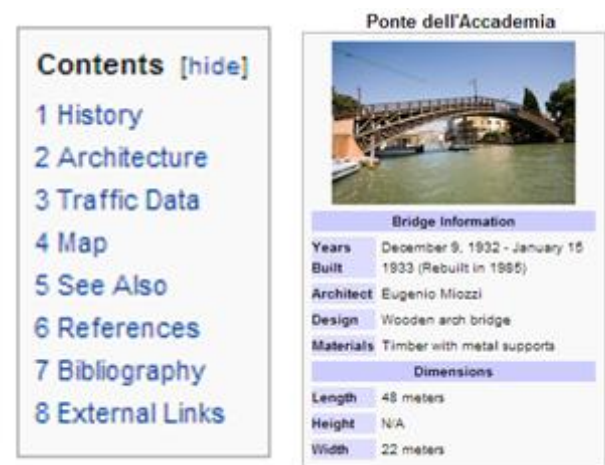 Contents [hide]
1 History
2 Architecture
3 Traffic Data
4 Map
5 See Also
6 References
7 Bibliography
8 External Links
Ponte dell'Accademia
Bridge Information
Years Built December 9, 1932 - January 15
1933 (Rebuilt in 1985)
Architect Eugenio Miozzi
Design Wooden arch bridge
Materials Timber with metal supports
Dimensions
Length 48 meters
Height N/A
Width 22 meters